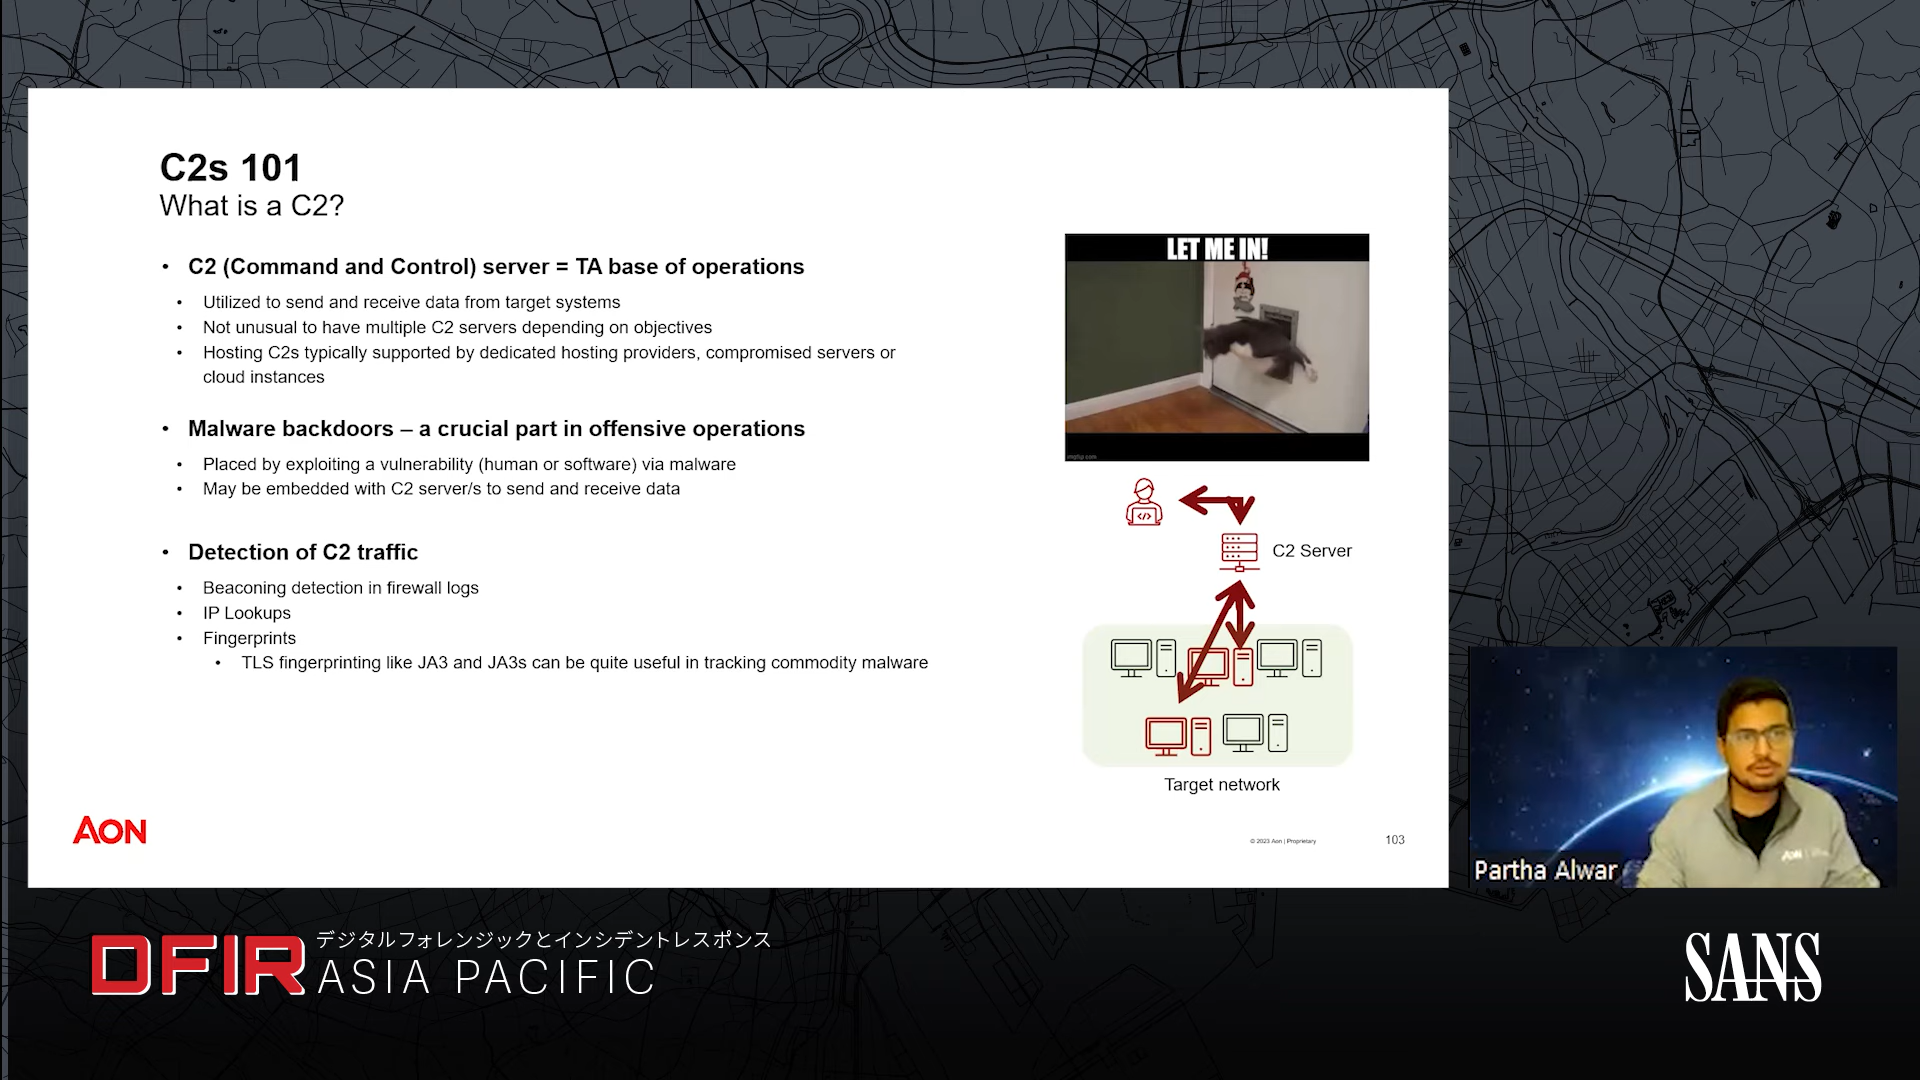 C2s 101
What is a C2?
• C2 (Command and Control) server = TA base of operations
• Utilized to send and receive data from target systems
• Not unusual to have multiple C2 servers depending on objectives
• Hosting C2s typically supported by dedicated hosting providers, compromised servers or
cloud instances
• Malware backdoors – a crucial part in offensive operations
• Placed by exploiting a vulnerability (human or software) via malware
• May be embedded with C2 server/s to send and receive data
• Detection of C2 traffic
• Beaconing detection in firewall logs
• IP Lookups
• Fingerprints
• TLS fingerprinting like JA3 and JA3s can be quite useful in tracking commodity malware
LET ME IN!
imgflip.com
</>
C2 Server
Target network
AON
© 2023 Aon | Proprietary
103
Partha Alwar
AON
DFIR
デジタルフォレンジックとインシデントレスポンス
ASIA PACIFIC
SANS